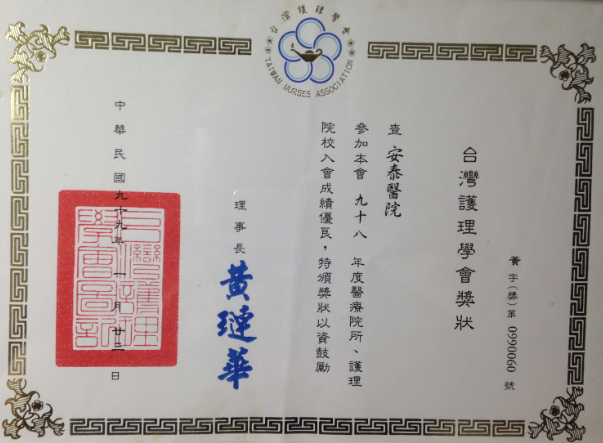 台灣護理學會
TAIWAN NURSES ASSOCIATION
黃字(獎)第 0990060 號
台灣護理學會獎狀
查 安泰醫院
參加本會 九十八 年度醫療院所、護理
院校入會成績優良，特頒獎狀以資鼓勵
理事長 黃璉華
中華民國九十九年 一 月 廿三 日